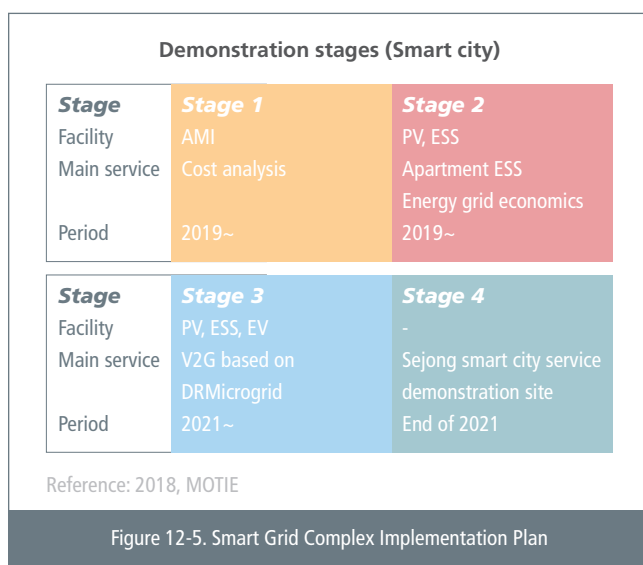 Demonstration stages (Smart city)
Stage Stage 1 Stage 2
Facility AMI PV, ESS
Main service Cost analysis Apartment ESS
Energy grid economics
Period 2019~ 2019~
Stage Stage 3 Stage 4
Facility PV, ESS, EV -
Main service V2G based on Sejong smart city service
DRMicrogrid demonstration site
Period 2021~ End of 2021
Reference: 2018, MOTIE
Figure 12-5. Smart Grid Complex Implementation Plan